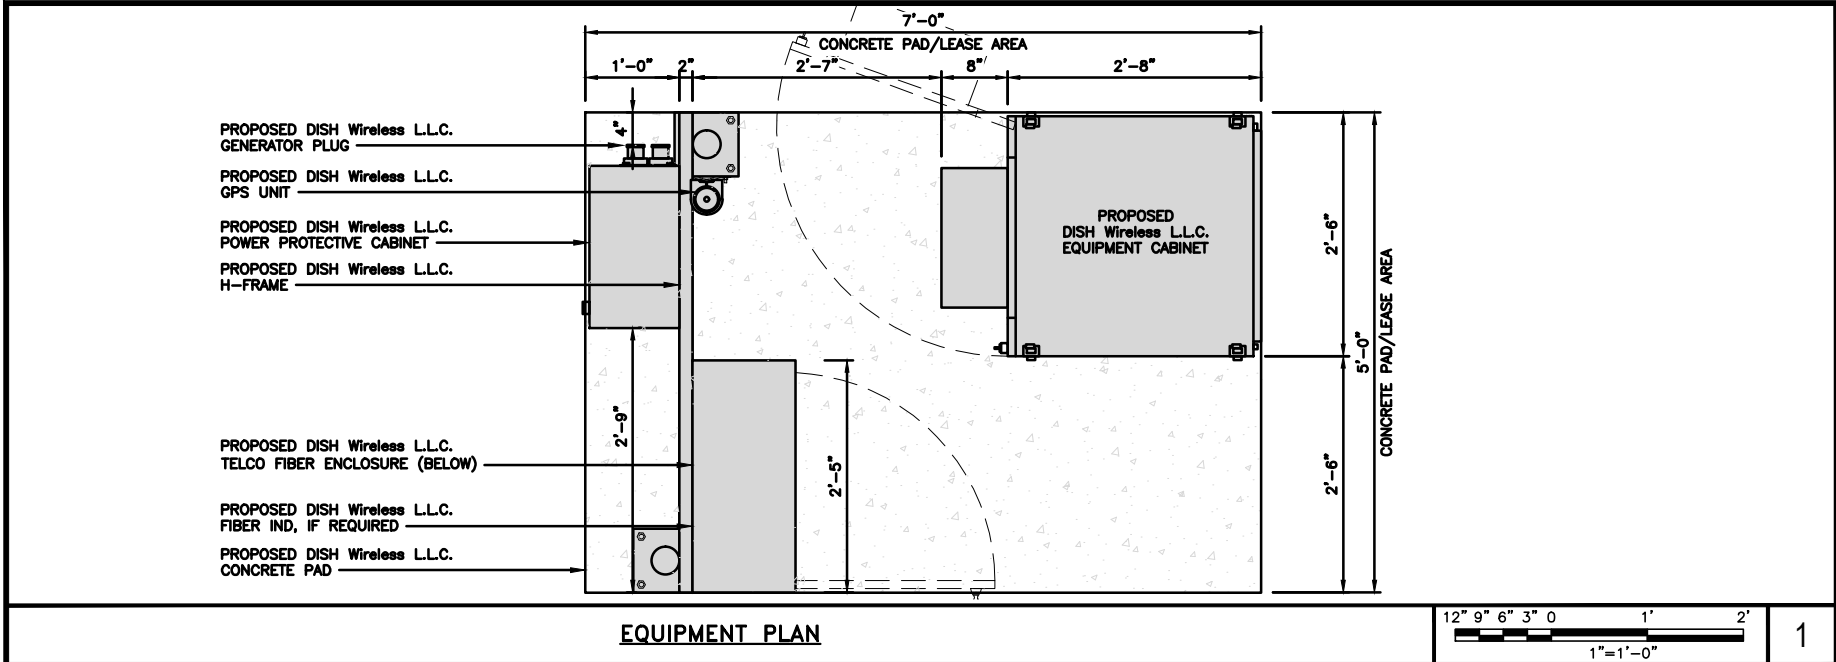 7'-0"
CONCRETE PAD/LEASE AREA
1'-0"
2"
2'-7"
8"
2'-8"
4"
PROPOSED DISH Wireless L.L.C.
GENERATOR PLUG
PROPOSED DISH Wireless L.L.C.
GPS UNIT
PROPOSED DISH Wireless L.L.C.
POWER PROTECTIVE CABINET
PROPOSED DISH Wireless L.L.C.
H-FRAME
PROPOSED
DISH Wireless L.L.C.
EQUIPMENT CABINET
2'-6"
5'-0"
CONCRETE PAD/LEASE AREA
2'-9"
2'-5"
2'-6"
PROPOSED DISH Wireless L.L.C.
TELCO FIBER ENCLOSURE (BELOW)
PROPOSED DISH Wireless L.L.C.
FIBER IND, IF REQUIRED
PROPOSED DISH Wireless L.L.C.
CONCRETE PAD
EQUIPMENT PLAN
12" 9" 6" 3" 0 1' 2'
1"=1'-0"
1